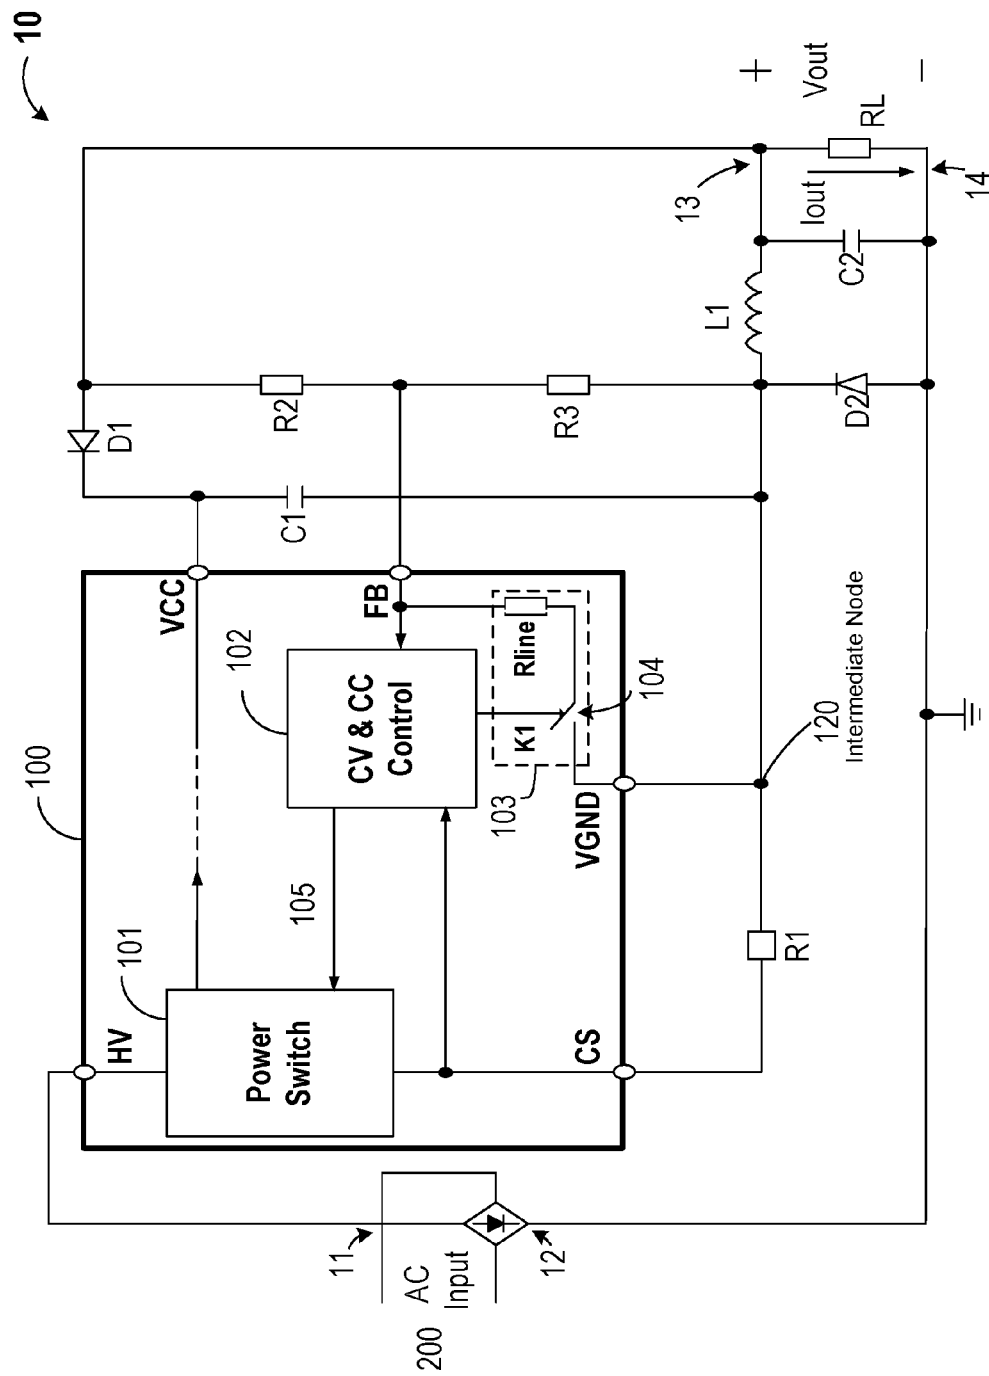 10
100
101
102
HV
VCC
D1
Power
Switch
105
CV & CC
Control
FB
C1
R2
R3
Rline
K1
103
104
CS
VGND
11
12
AC
Input
200
R1
120
Intermediate Node
D2
L1
C2
13
Iout
RL
14
+
Vout
−